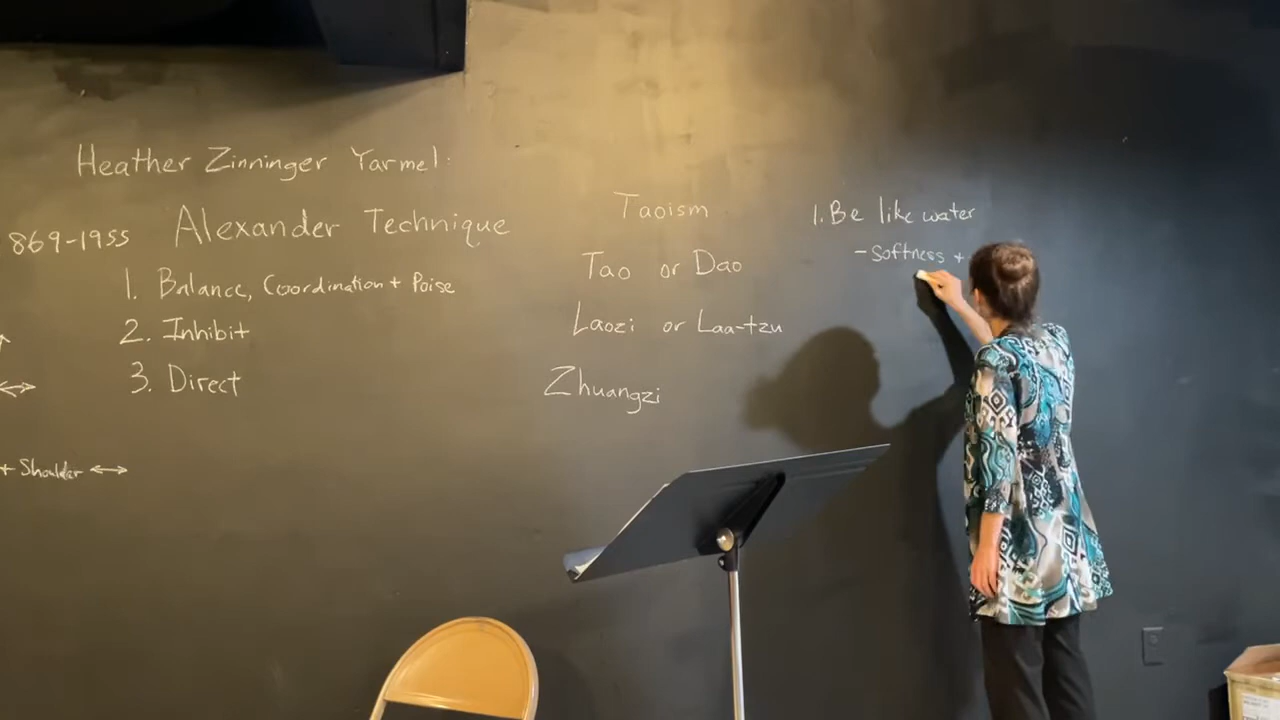 Heather Zinninger Yarmel:
869-1955 Alexander Technique
1. Balance, Coordination + Poise
2. Inhibit
3. Direct
+ Shoulder ↔
Taoism
Tao or Dao
Laozi or Laa-tzu
Zhuangzi
1. Be like water
- Softness +